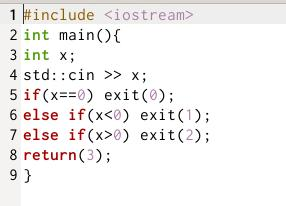 1 #include <iostream>
2 int main(){
3 int x;
4 std::cin >> x;
5 if(x==0) exit(0);
6 else if(x<0) exit(1);
7 else if(x>0) exit(2);
8 return(3);
9 }